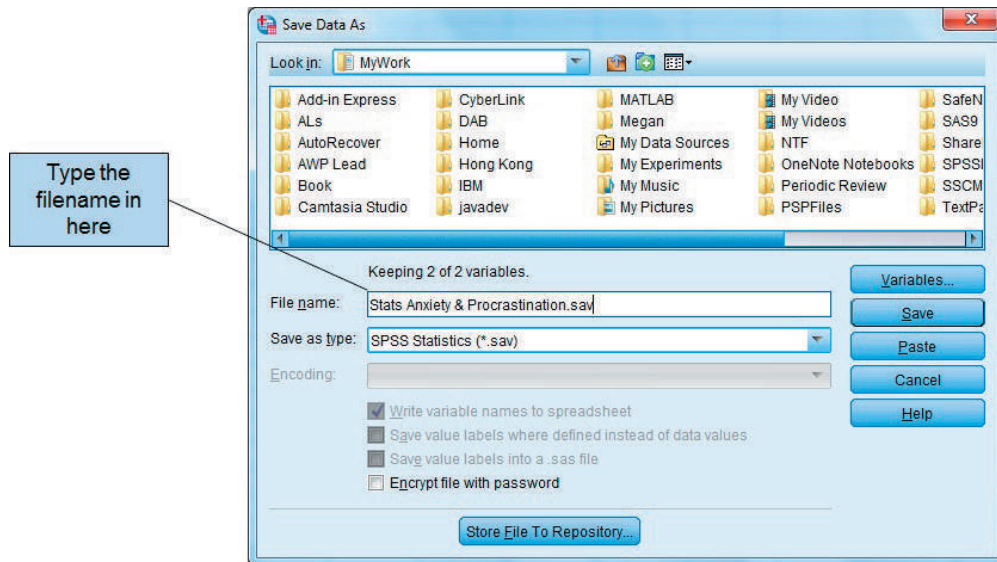 Save Data As
Look in: MyWork
Add-in Express CyberLink MATLAB My Video SafeN
ALs DAB Megan My Videos SAS9
AutoRecover Home My Data Sources NTF Share
AWP Lead Hong Kong My Experiments OneNote Notebooks SPSSI
Book IBM My Music Periodic Review SSCM
Camtasia Studio javadev My Pictures PSPFiles TextPa
Type the
filename in
here
Keeping 2 of 2 variables.
Variables...
File name: Stats Anxiety & Procrastination.sav
Save
Save as type: SPSS Statistics (*.sav)
Paste
Encoding:
Cancel
Write variable names to spreadsheet
Help
Save value labels where defined instead of data values
Save value labels into a .sas file
Encrypt file with password
Store File To Repository...